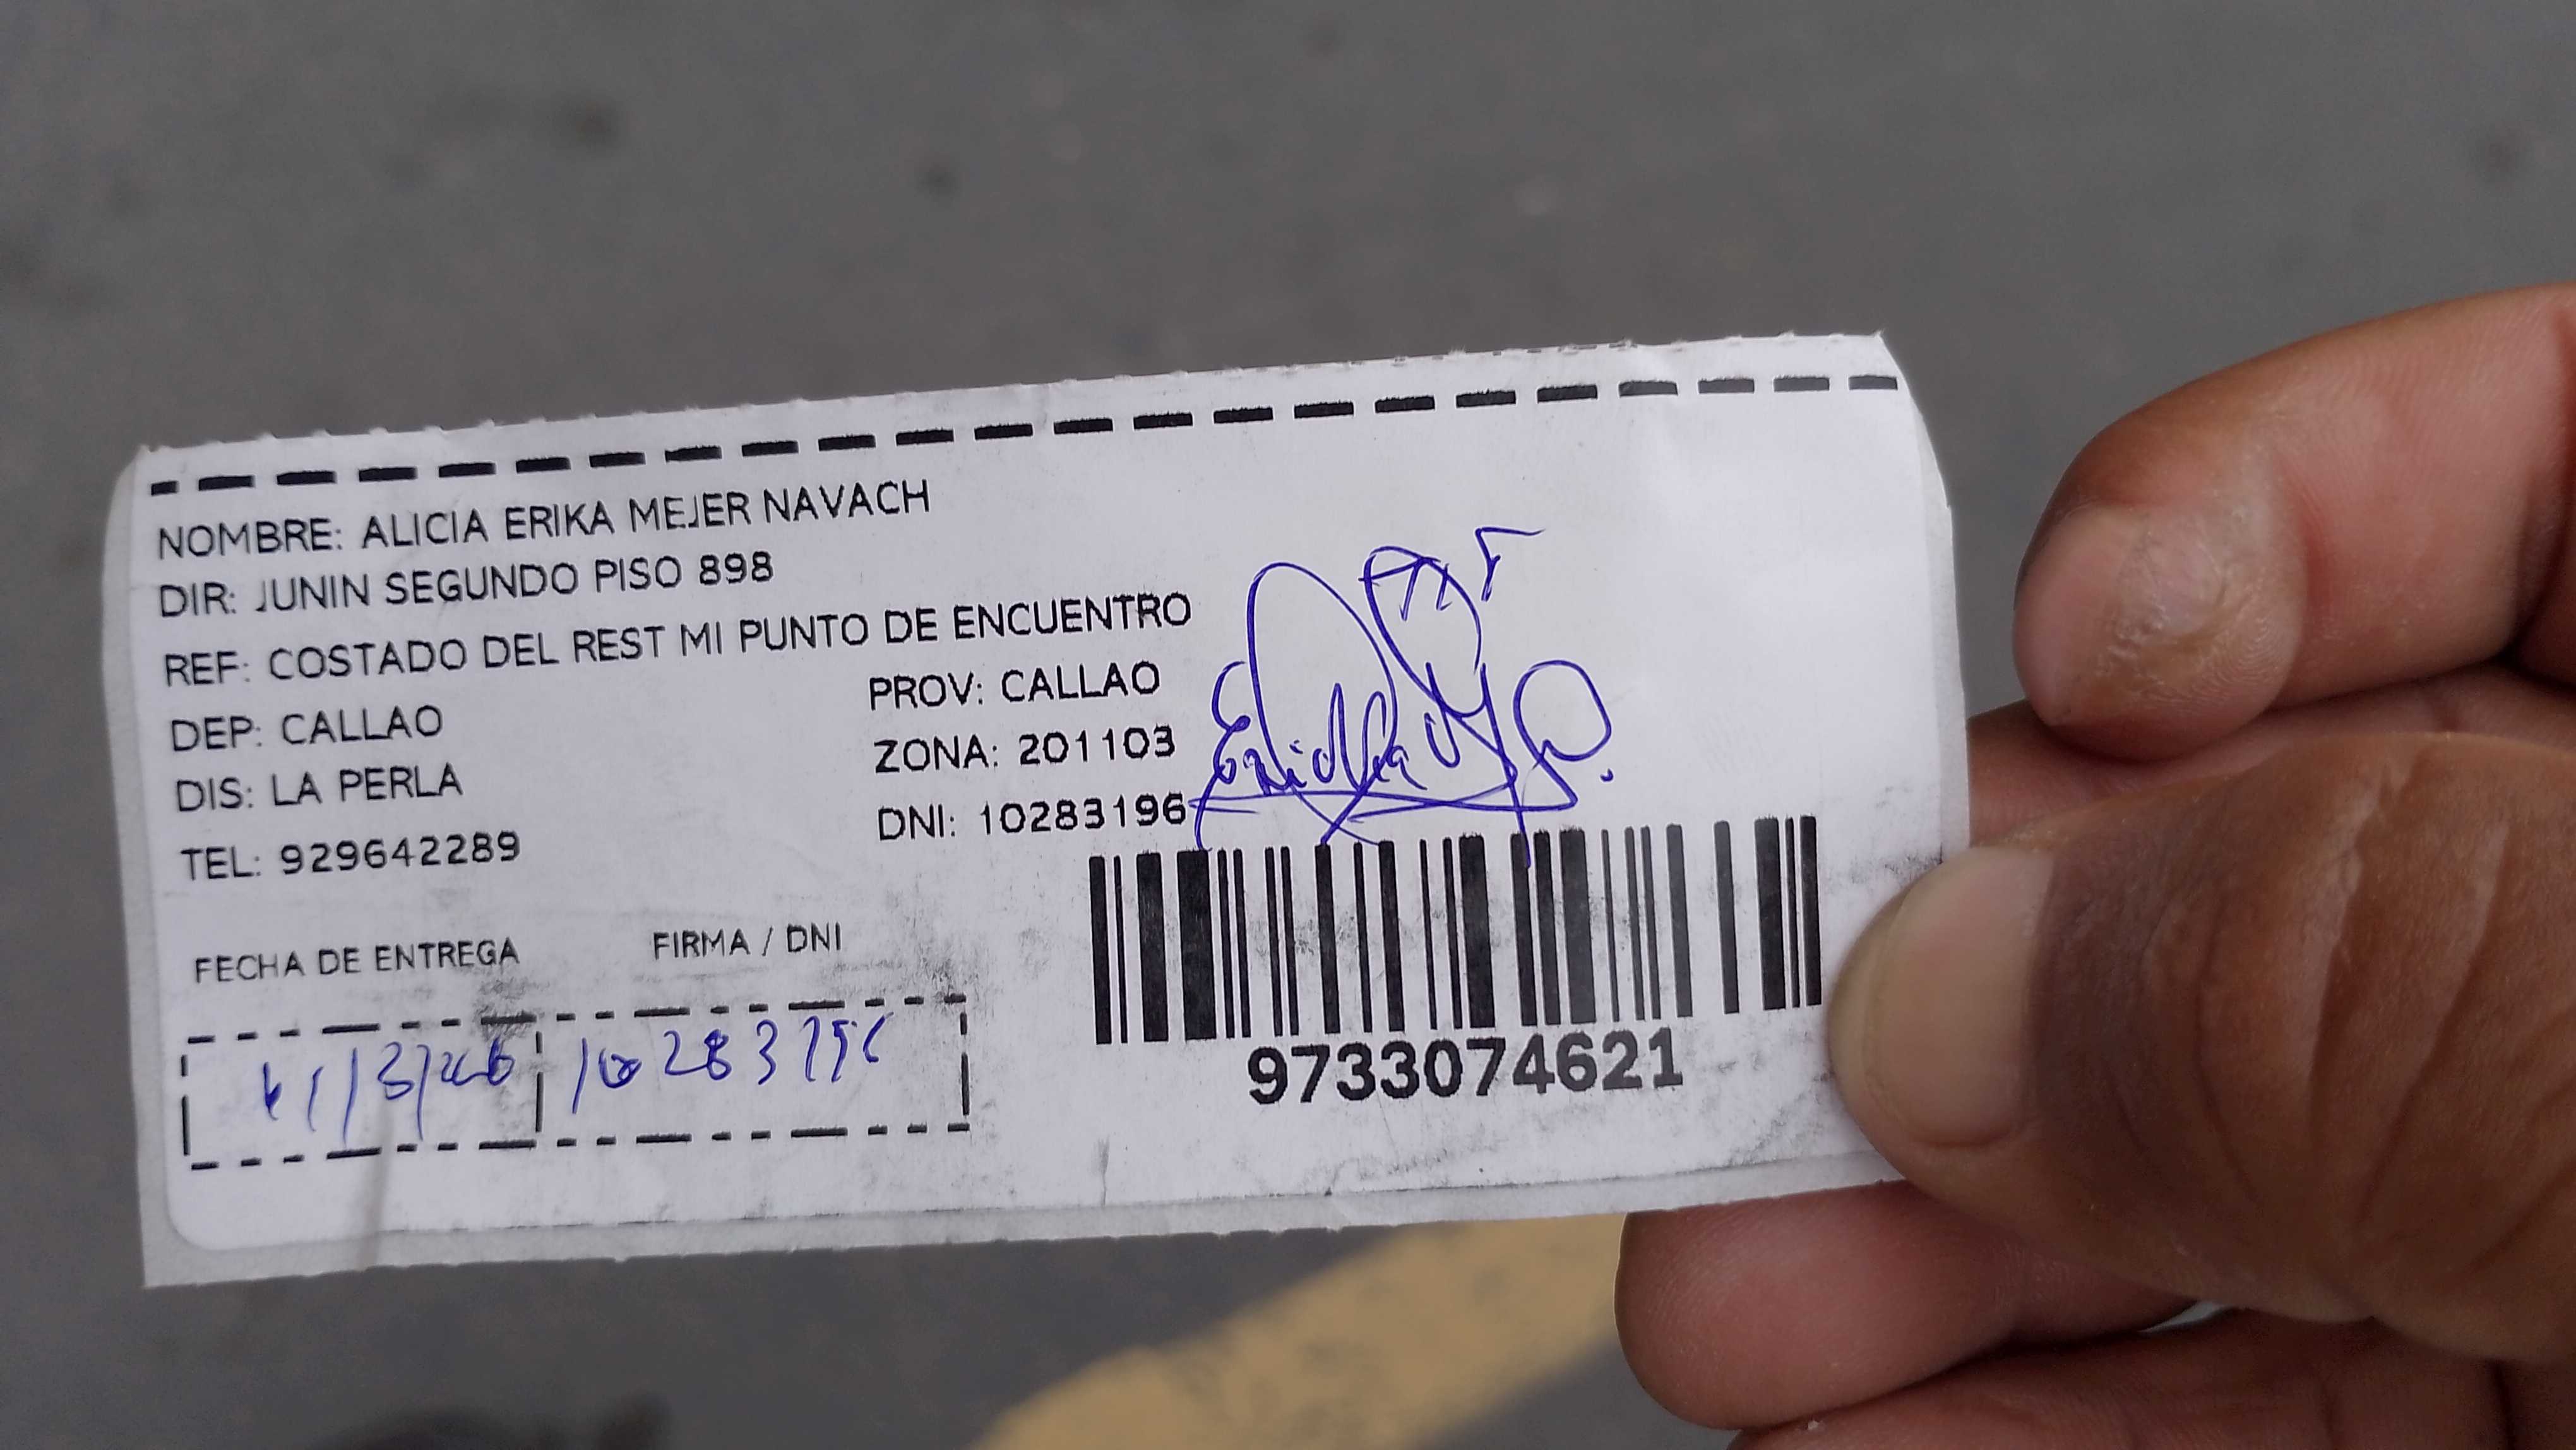 NOMBRE: ALICIA ERIKA MEJER NAVACH
DIR: JUNIN SEGUNDO PISO 898
REF: COSTADO DEL REST MI PUNTO DE ENCUENTRO
DEP: CALLAO PROV: CALLAO
DIS: LA PERLA ZONA: 201103
TEL: 929642289 DNI: 10283196
FECHA DE ENTREGA FIRMA / DNI
9733074621